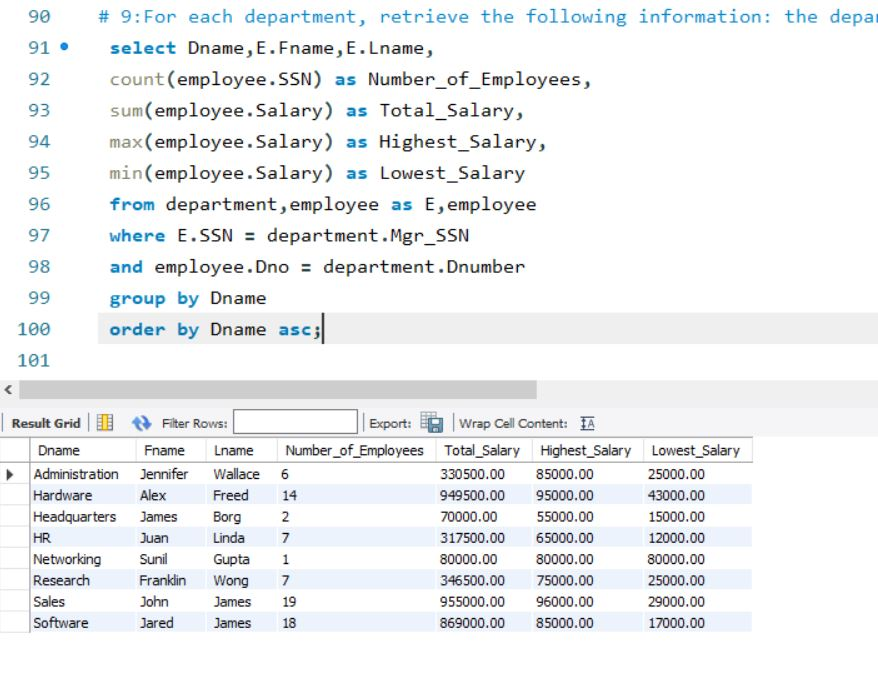 90 # 9:For each department, retrieve the following information: the depar
91 select Dname,E.Fname,E.Lname,
92 count(employee.SSN) as Number_of_Employees,
93 sum(employee.Salary) as Total_Salary,
94 max(employee.Salary) as Highest_Salary,
95 min(employee.Salary) as Lowest_Salary
96 from department,employee as E,employee
97 where E.SSN = department.Mgr_SSN
98 and employee.Dno = department.Dnumber
99 group by Dname
100 order by Dname asc;
101
Result Grid Filter Rows: Export: Wrap Cell Content: IA
Dname Fname Lname Number_of_Employees Total_Salary Highest_Salary Lowest_Salary
Administration Jennifer Wallace 6 330500.00 85000.00 25000.00
Hardware Alex Freed 14 949500.00 95000.00 43000.00
Headquarters James Borg 2 70000.00 55000.00 15000.00
HR Juan Linda 7 317500.00 65000.00 12000.00
Networking Sunil Gupta 1 80000.00 80000.00 80000.00
Research Franklin Wong 7 346500.00 75000.00 25000.00
Sales John James 19 955000.00 96000.00 29000.00
Software Jared James 18 869000.00 85000.00 17000.00